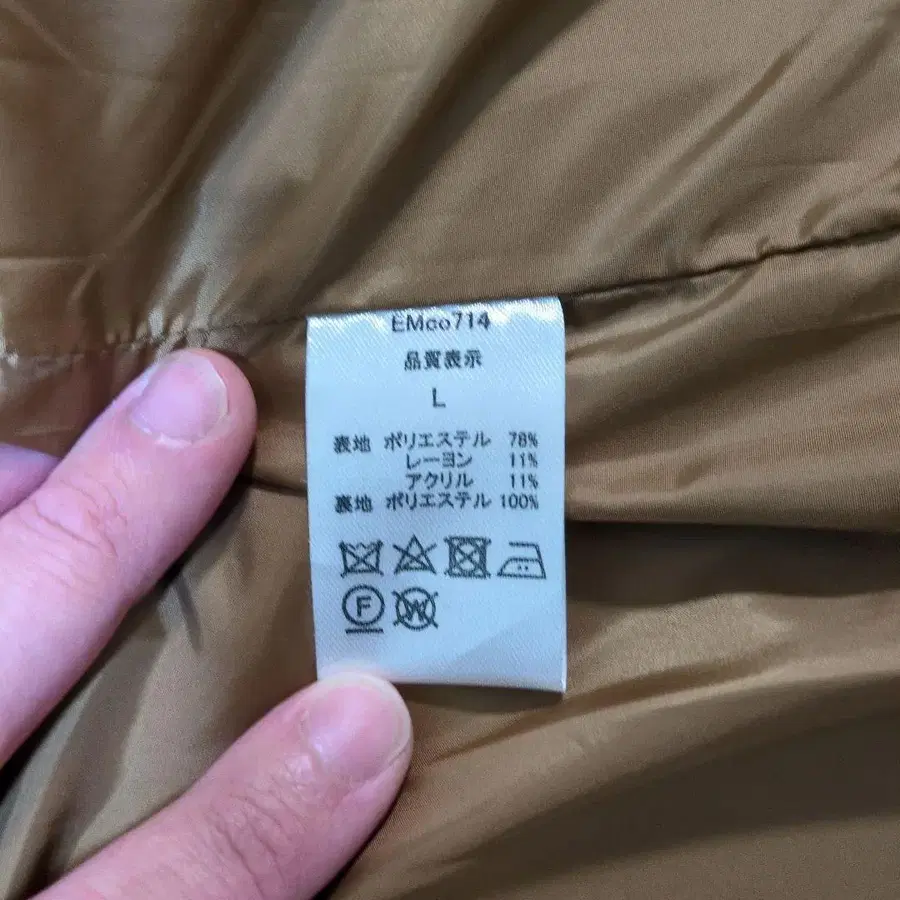 EMco714
品質表示
L
表地 ポリエステル 78%
レーヨン 11%
アクリル 11%
裏地 ポリエステル 100%
F
W